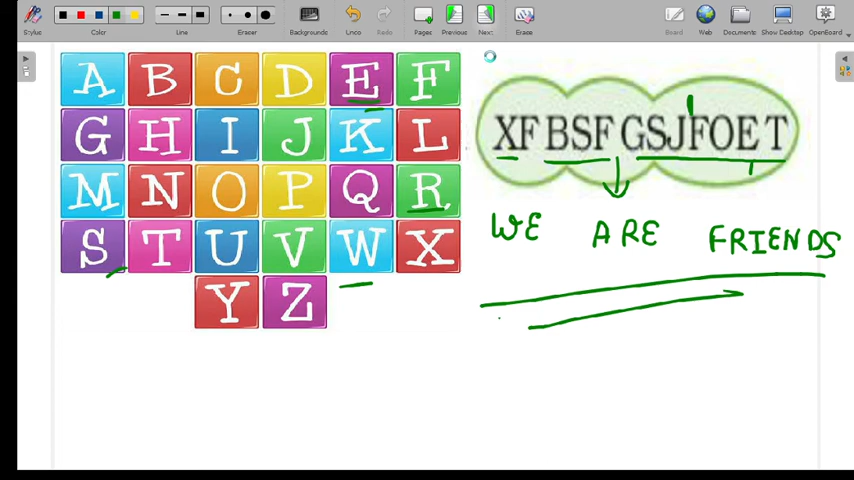 Stylus Color Line Eraser Backgrounds Undo Redo Pages Previous Next Erase Board Web Documents Show Desktop OpenBoard
A B C D E F
G H I J K L
M N O P Q R
S T U V W X
Y Z
XF BSF GSJFOET
WE ARE FRIENDS